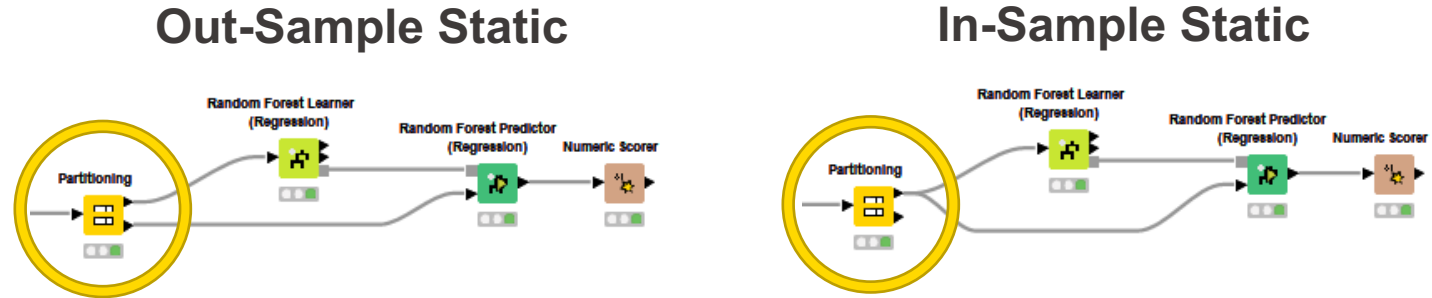 Out-Sample Static
Random Forest Learner
(Regression)
Random Forest Predictor
(Regression)
Numeric Scorer
Partitioning
In-Sample Static
Random Forest Learner
(Regression)
Random Forest Predictor
(Regression)
Numeric Scorer
Partitioning